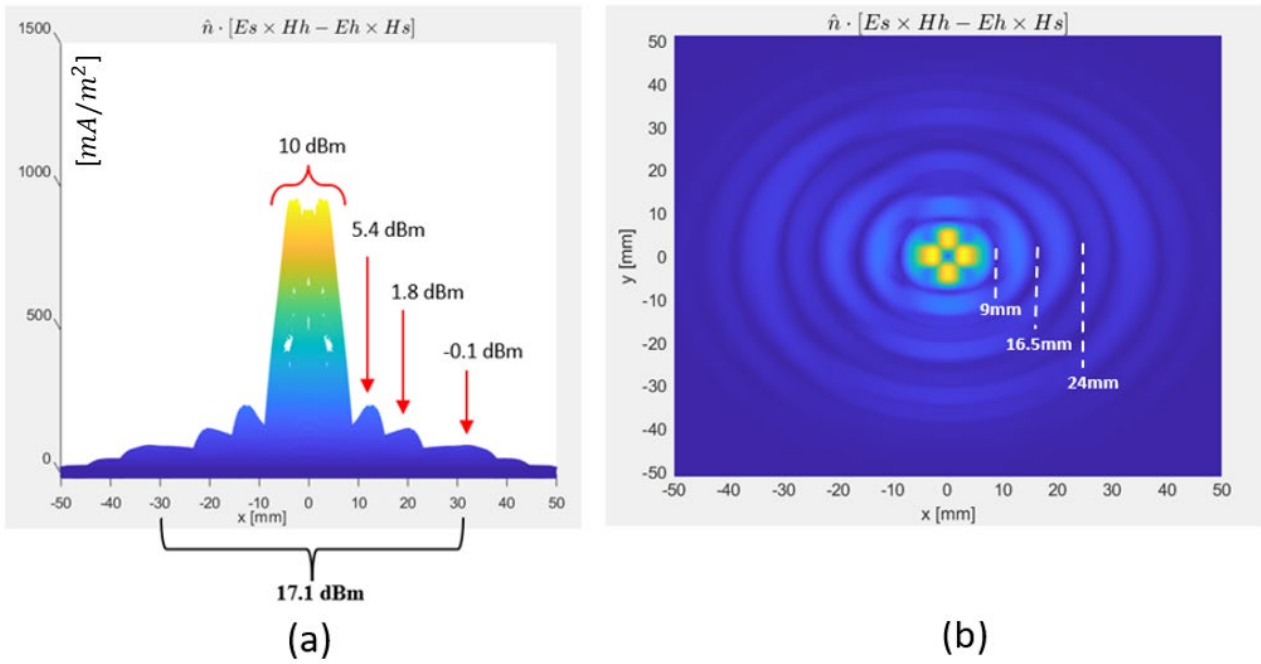 n̂ · [Es × Hh − Eh × Hs]
1500
[mA/m²]
1000
500
0
10 dBm
5.4 dBm
1.8 dBm
-0.1 dBm
-50 -40 -30 -20 -10 0 10 20 30 40 50
x [mm]
17.1 dBm
(a)
n̂ · [Es × Hh − Eh × Hs]
50
40
30
20
10
0
-10
-20
-30
-40
-50
y [mm]
9mm
16.5mm
24mm
-50 -40 -30 -20 -10 0 10 20 30 40 50
x [mm]
(b)